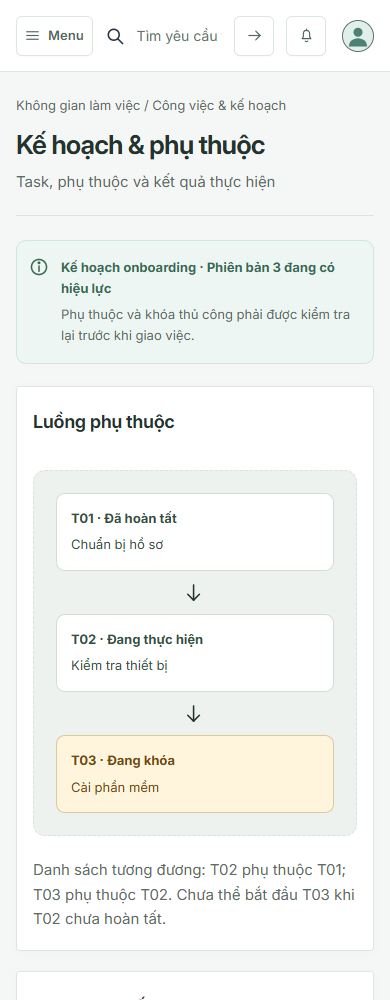 Menu
Tìm yêu cầu
Không gian làm việc / Công việc & kế hoạch
Kế hoạch & phụ thuộc
Task, phụ thuộc và kết quả thực hiện
Kế hoạch onboarding · Phiên bản 3 đang có
hiệu lực
Phụ thuộc và khóa thủ công phải được kiểm tra
lại trước khi giao việc.
Luồng phụ thuộc
T01 · Đã hoàn tất
Chuẩn bị hồ sơ
T02 · Đang thực hiện
Kiểm tra thiết bị
T03 · Đang khóa
Cài phần mềm
Danh sách tương đương: T02 phụ thuộc T01;
T03 phụ thuộc T02. Chưa thể bắt đầu T03 khi
T02 chưa hoàn tất.